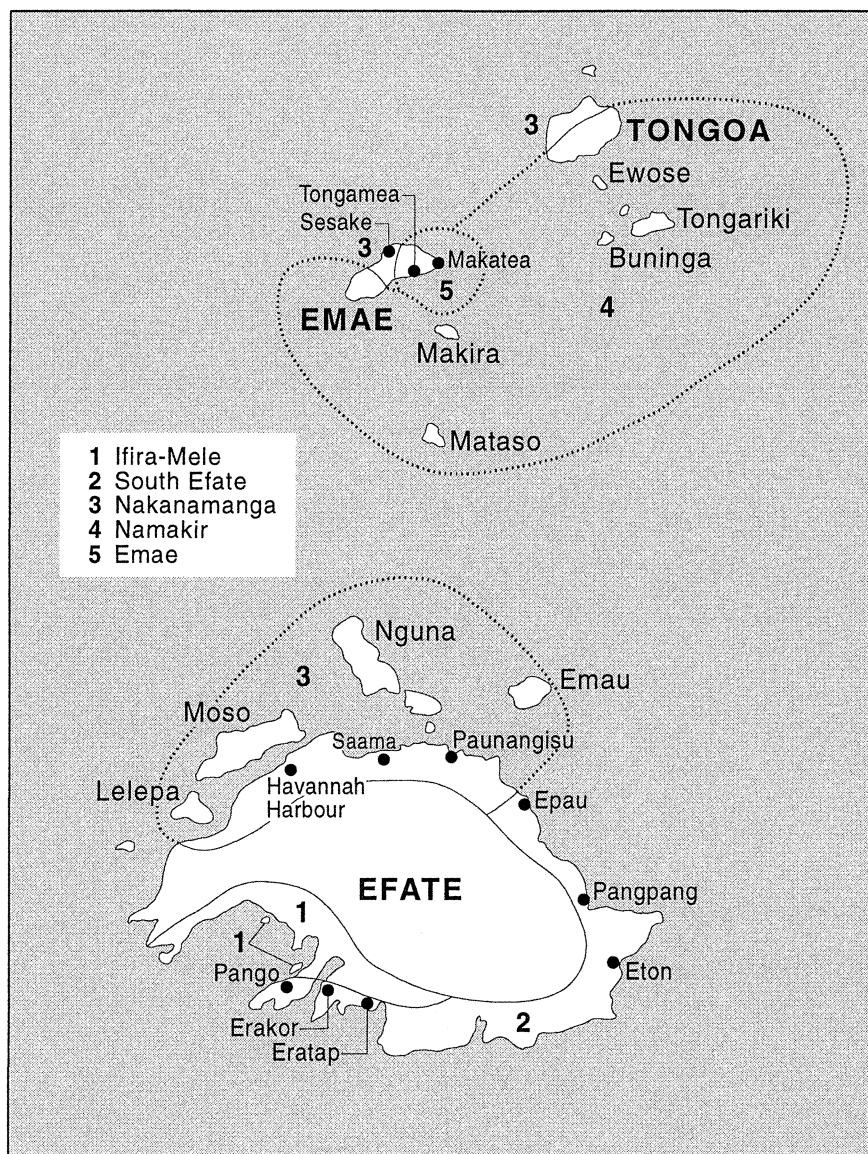 3
TONGOA
Ewose
Tongamea
Sesake
Tongariki
3
Makatea
Buninga
5
4
EMAE
Makira
Mataso
1 Ifira-Mele
2 South Efate
3 Nakanamanga
4 Namakir
5 Emae
Nguna
3
Emau
Moso
Saama
Paunangisu
Lelepa
Havannah
Harbour
Epau
EFATE
Pangpang
1
1
Pango
Eton
Erakor
2
Eratap